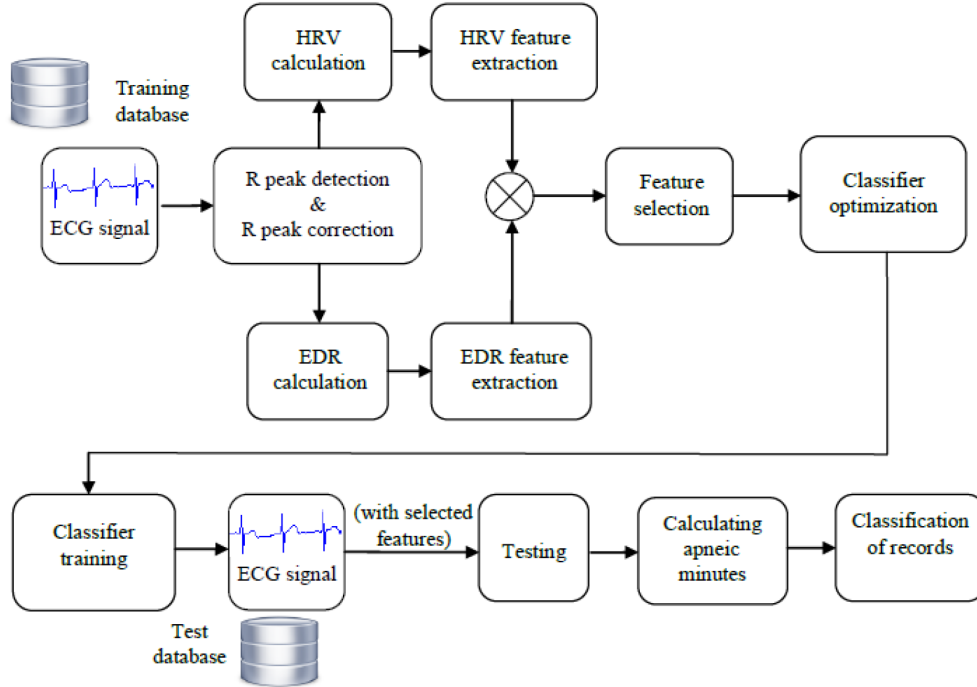 HRV
calculation
HRV feature
extraction
Training
database
ECG signal
R peak detection
&
R peak correction
Feature
selection
Classifier
optimization
EDR
calculation
EDR feature
extraction
Classifier
training
ECG signal
(with selected
features)
Testing
Calculating
apneic
minutes
Classification
of records
Test
database